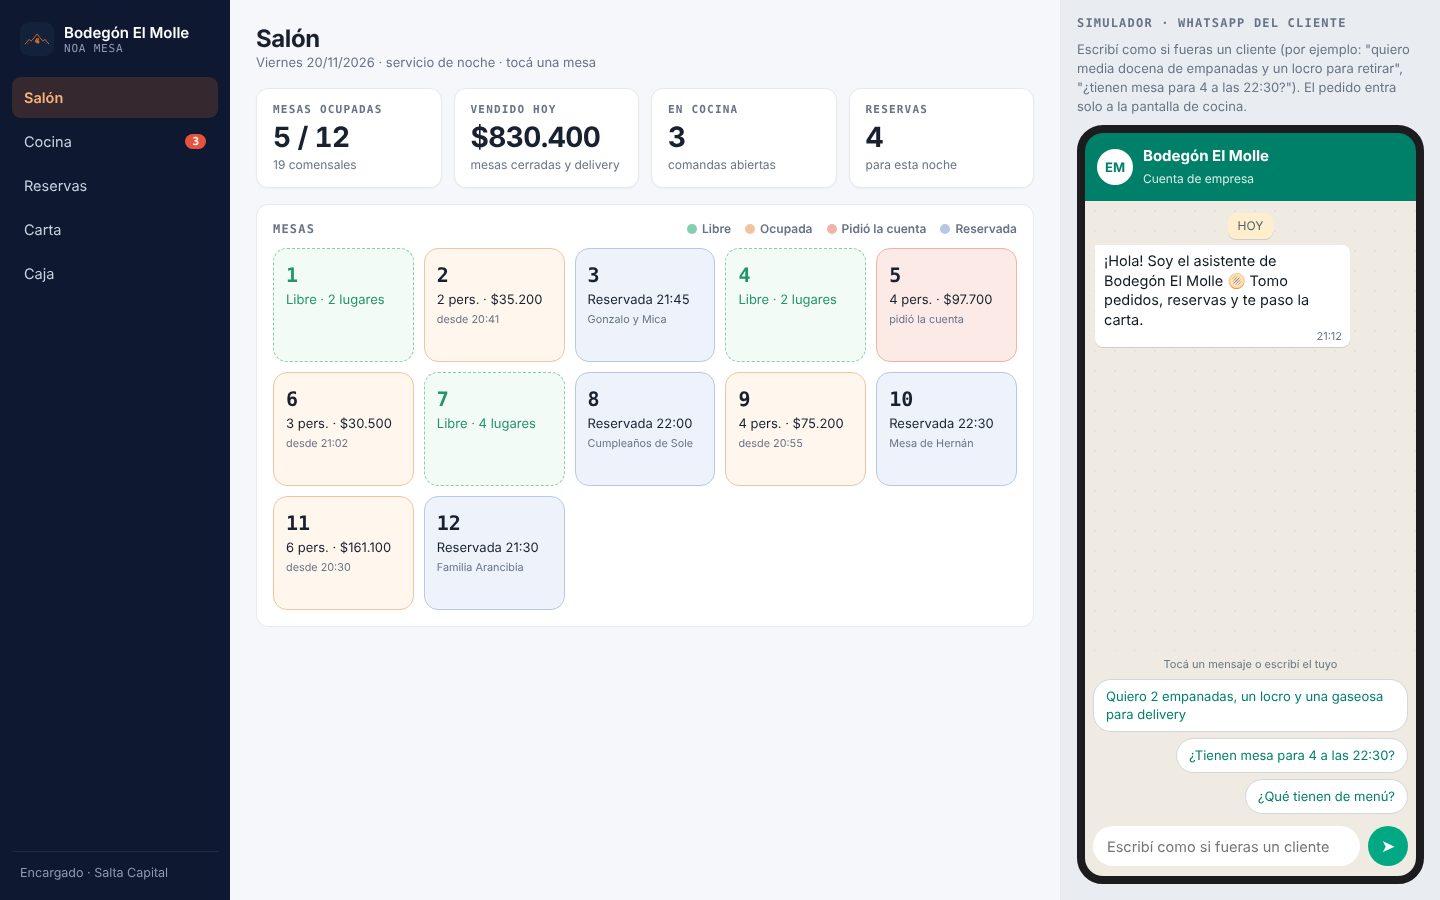 Bodegón El Molle
NOA MESA
Salón
Cocina 3
Reservas
Carta
Caja
Encargado · Salta Capital
Salón
Viernes 20/11/2026 · servicio de noche · tocá una mesa
MESAS OCUPADAS
5 / 12
19 comensales
VENDIDO HOY
$830.400
mesas cerradas y delivery
EN COCINA
3
comandas abiertas
RESERVAS
4
para esta noche
MESAS
Libre Ocupada Pidió la cuenta Reservada
1
Libre · 2 lugares
2
2 pers. · $35.200
desde 20:41
3
Reservada 21:45
Gonzalo y Mica
4
Libre · 2 lugares
5
4 pers. · $97.700
pidió la cuenta
6
3 pers. · $30.500
desde 21:02
7
Libre · 4 lugares
8
Reservada 22:00
Cumpleaños de Sole
9
4 pers. · $75.200
desde 20:55
10
Reservada 22:30
Mesa de Hernán
11
6 pers. · $161.100
desde 20:30
12
Reservada 21:30
Familia Arancibia
SIMULADOR · WHATSAPP DEL CLIENTE
Escribí como si fueras un cliente (por ejemplo: "quiero
media docena de empanadas y un locro para retirar",
"¿tienen mesa para 4 a las 22:30?"). El pedido entra
solo a la pantalla de cocina.
EM
Bodegón El Molle
Cuenta de empresa
HOY
¡Hola! Soy el asistente de
Bodegón El Molle 🫓 Tomo
pedidos, reservas y te paso la
carta.
21:12
Tocá un mensaje o escribí el tuyo
Quiero 2 empanadas, un locro y una gaseosa
para delivery
¿Tienen mesa para 4 a las 22:30?
¿Qué tienen de menú?
Escribí como si fueras un cliente